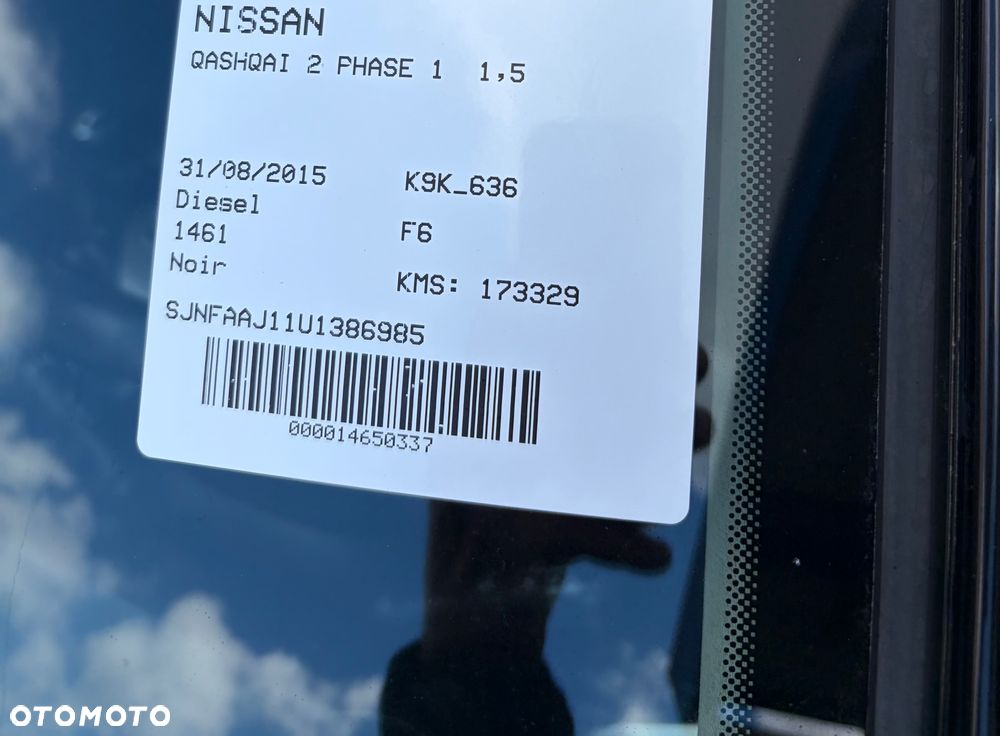 NISSAN
QASHQAI 2 PHASE 1 1,5
31/08/2015 K9K_636
Diesel
1461 F6
Noir KMS: 173329
SJNFAAJ11U1386985
000014650337
OTOMOTO